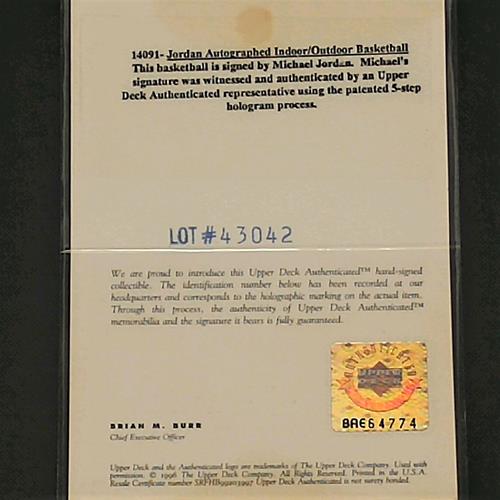 14091- Jordan Autographed Indoor/Outdoor Basketball
This basketball is signed by Michael Jordan. Michael's
signature was witnessed and authenticated by an Upper
Deck Authenticated representative using the patented 5-step
hologram process.
LOT #43042
We are proud to introduce this Upper Deck Authenticated™ hand-signed
collectible. The identification number below has been recorded at our
headquarters and corresponds to the holographic marking on the actual item.
Through this process, the authenticity of Upper Deck Authenticated™
memorabilia and the signature it bears is fully guaranteed.
AUTHENTICATED
UPPER DECK
BAE64774
BRIAN M. BURR
Chief Executive Officer
Upper Deck and the Authenticated logo are trademarks of The Upper Deck Company. Used with
permission. © 1996 The Upper Deck Company. All Rights Reserved. Printed in the U.S.A.
Resale Certificate number Upper Deck Authenticated is not surety bonded.